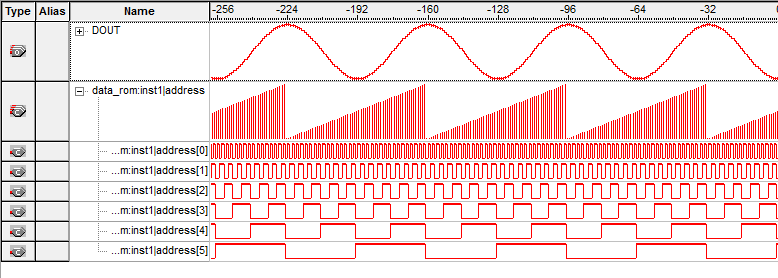 Type Alias Name -256 -224 -192 -160 -128 -96 -64 -32 0
DOUT
data_rom:inst1|address
...m:inst1|address[0]
...m:inst1|address[1]
...m:inst1|address[2]
...m:inst1|address[3]
...m:inst1|address[4]
...m:inst1|address[5]